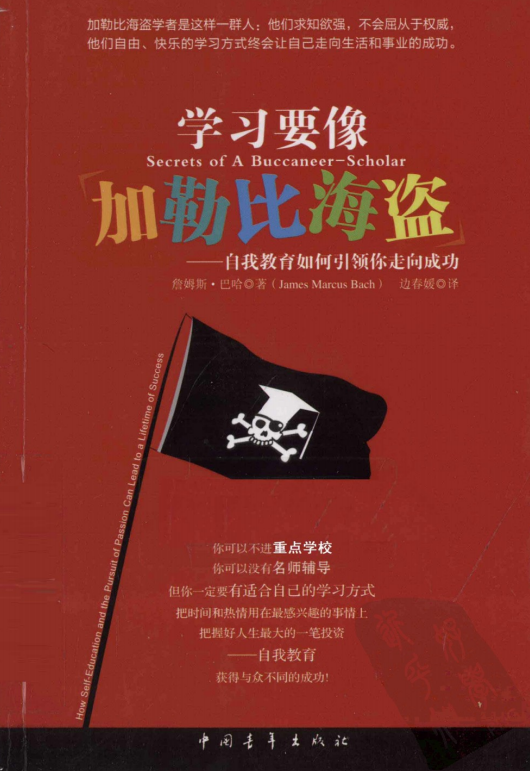 加勒比海盗学者是这样一群人：他们求知欲强，不会屈从于权威，
他们自由、快乐的学习方式终会让自己走向生活和事业的成功。
学习要像
Secrets of A Buccaneer-Scholar
「加勒比海盗」
——自我教育如何引领你走向成功
詹姆斯·巴哈◎著（James Marcus Bach） 边春媛◎译
How Self-Education and the Pursuit of Passion Can Lead to a Lifetime of Success
你可以不进重点学校
你可以没有名师辅导
但你一定要有适合自己的学习方式
把时间和热情用在最感兴趣的事情上
把握好人生最大的一笔投资
——自我教育
获得与众不同的成功!
中国青年出版社